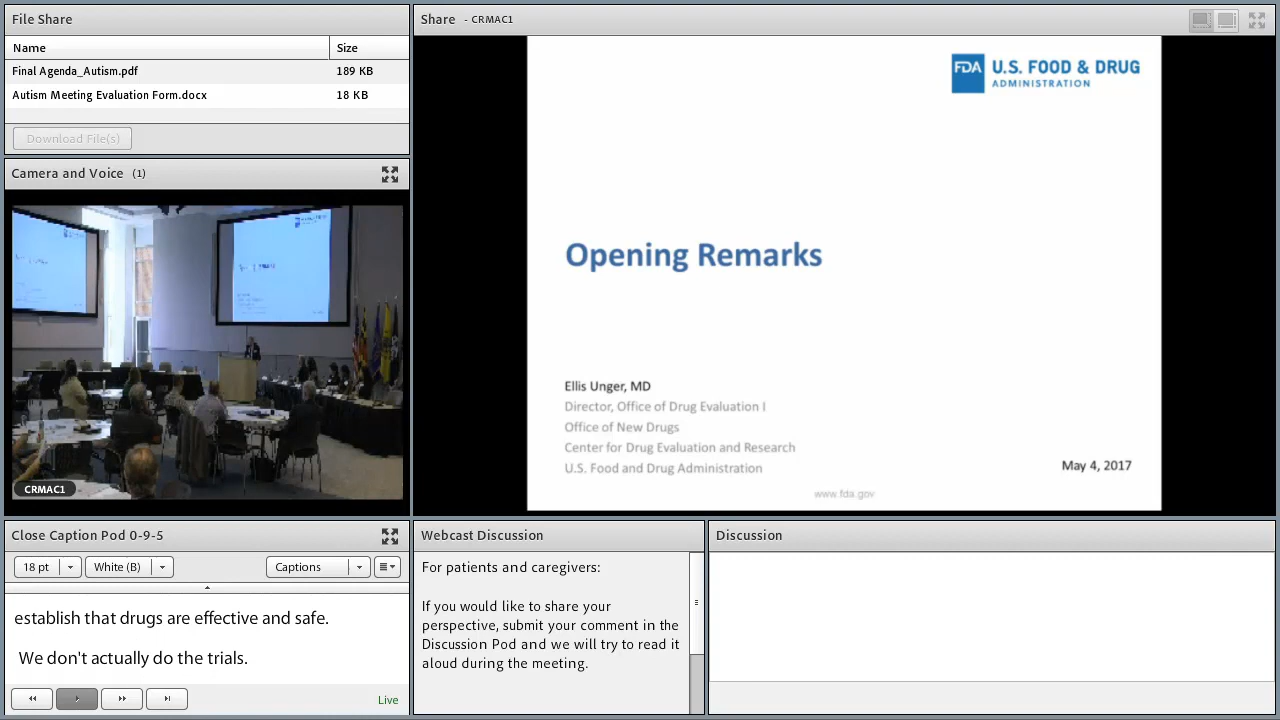 File Share
Name Size
Final Agenda_Autism.pdf 189 KB
Autism Meeting Evaluation Form.docx 18 KB
Download File(s)
Camera and Voice (1)
CRMAC1
Close Caption Pod 0-9-5
18 pt White (B) Captions
establish that drugs are effective and safe.
We don't actually do the trials.
Live
Share - CRMAC1
FDA U.S. FOOD & DRUG
ADMINISTRATION
Opening Remarks
Ellis Unger, MD
Director, Office of Drug Evaluation I
Office of New Drugs
Center for Drug Evaluation and Research
U.S. Food and Drug Administration
May 4, 2017
www.fda.gov
Webcast Discussion
For patients and caregivers:
If you would like to share your
perspective, submit your comment in the
Discussion Pod and we will try to read it
aloud during the meeting.
Discussion